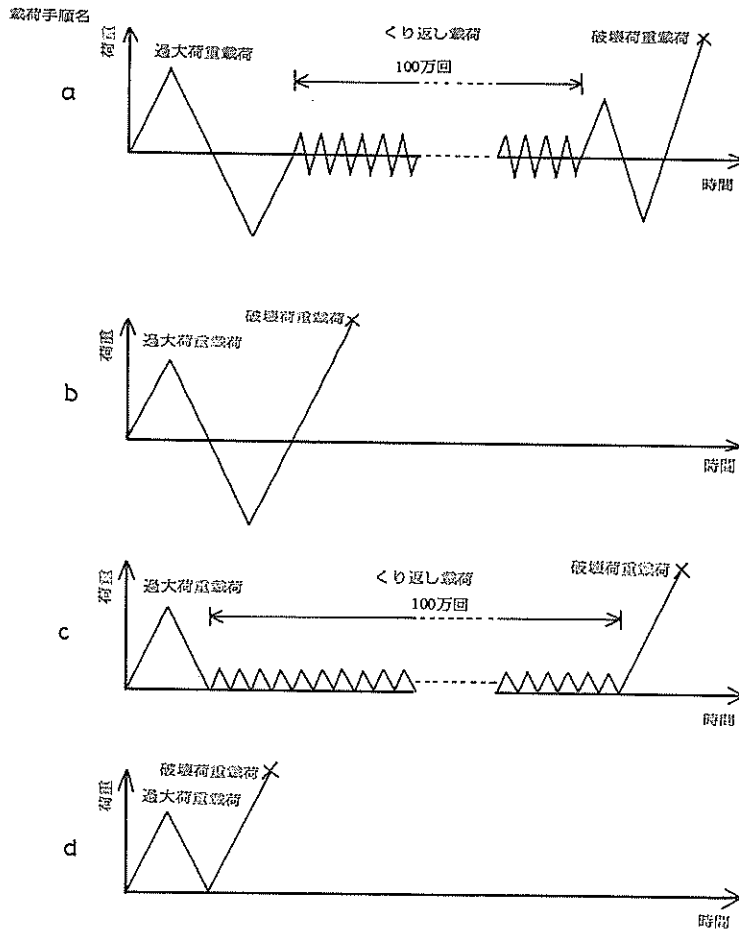 載荷手順名
荷重
過大荷重載荷
くり返し載荷
破壊荷重載荷
100万回
a
時間
荷重
過大荷重載荷
破壊荷重載荷
b
時間
荷重
過大荷重載荷
くり返し載荷
破壊荷重載荷
100万回
c
時間
荷重
破壊荷重載荷
過大荷重載荷
d
時間